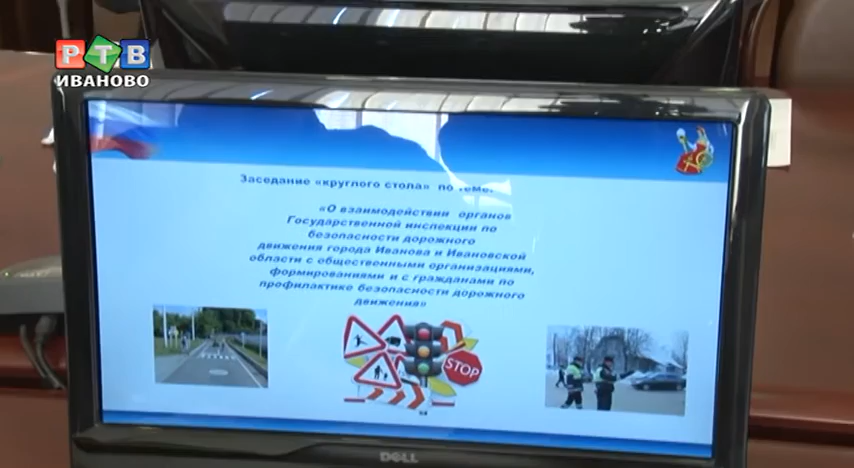 РТВ
ИВАНОВО
Заседание «круглого стола» по теме:
«О взаимодействии органов
Государственной инспекции по
безопасности дорожного
движения города Иванова и Ивановской
области с общественными организациями,
формированиями и с гражданами по
профилактике безопасности дорожного
движения»
STOP
DELL